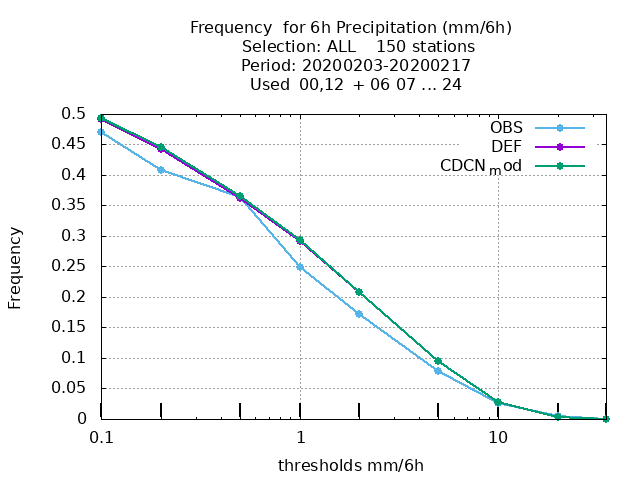 Frequency  for 6h Precipitation (mm/6h)
Selection: ALL    150 stations
Period: 20200203-20200217
Used  00,12  + 06 07 ... 24
OBS
DEF
CDCNmod
0.5
0.45
0.4
0.35
0.3
0.25
0.2
0.15
0.1
0.05
0
Frequency
0.1
1
10
thresholds mm/6h